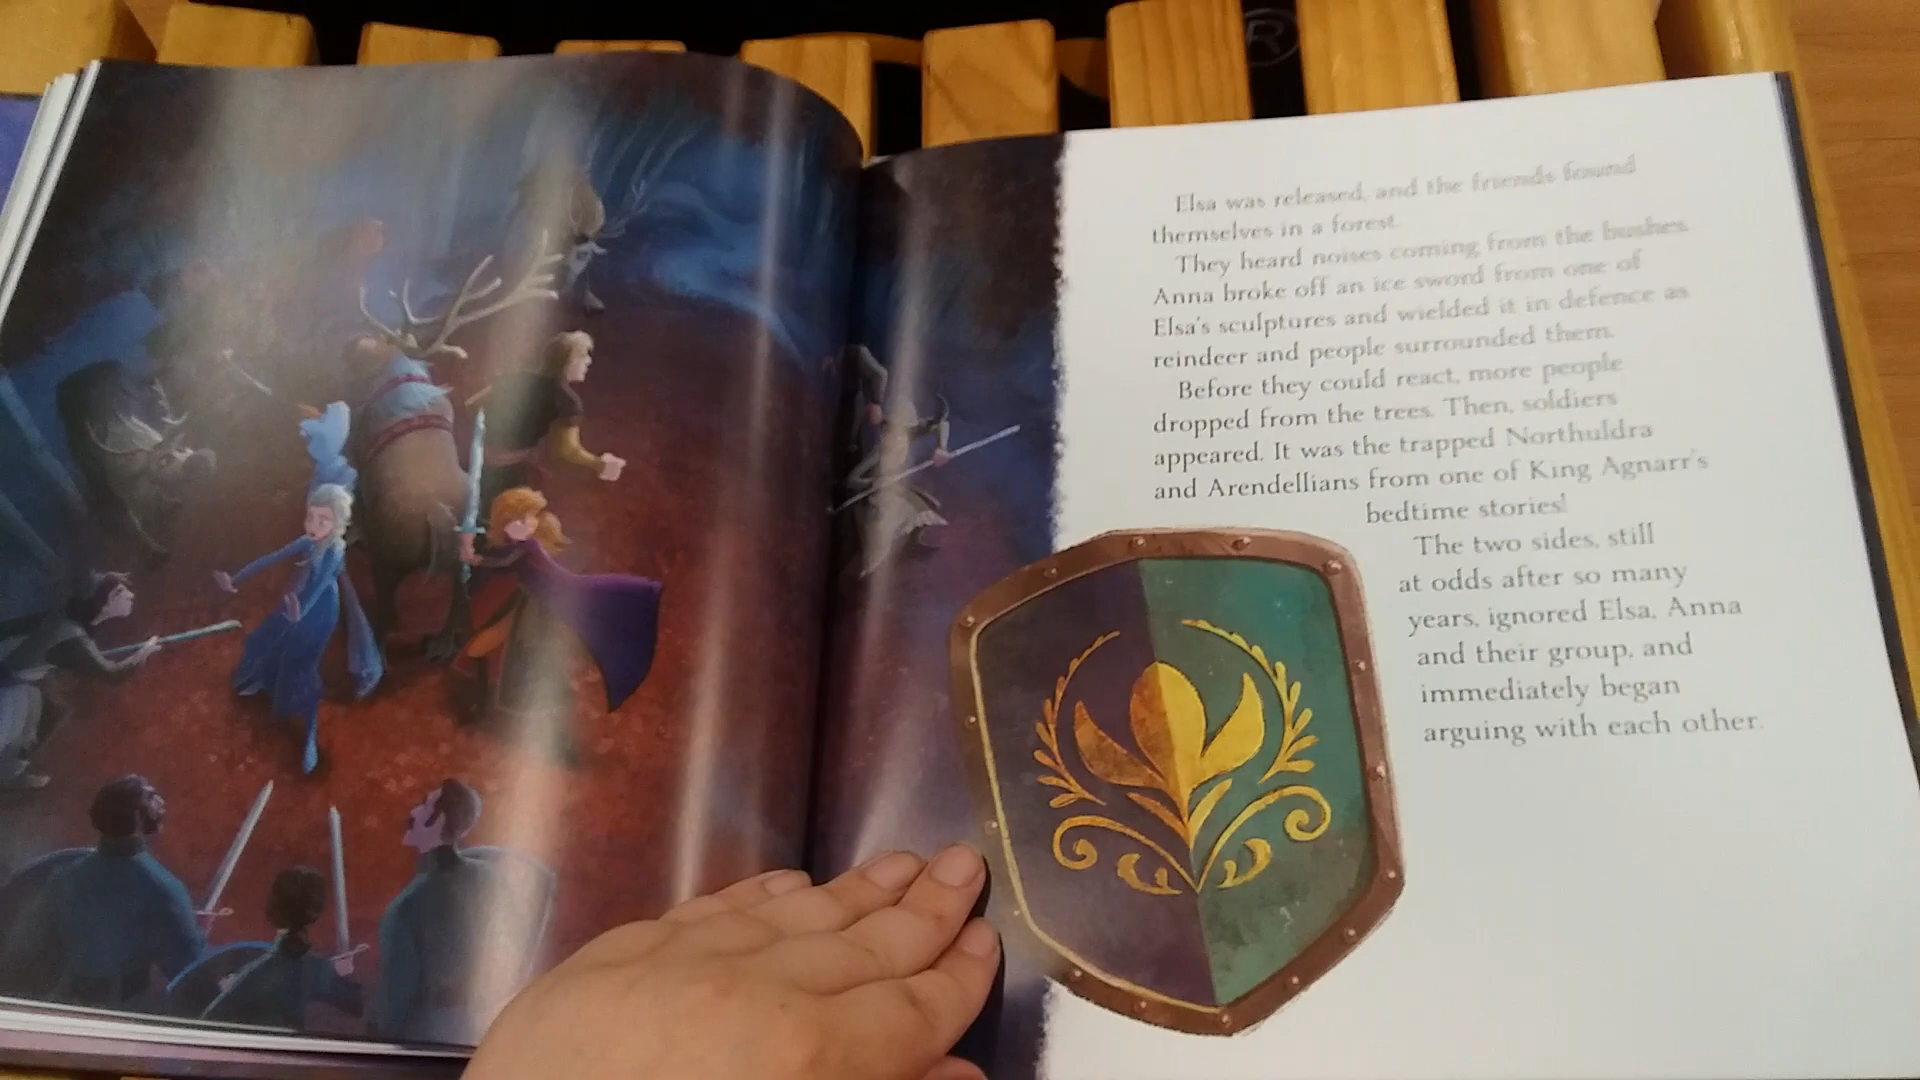 ®
Elsa was released, and the friends found
themselves in a forest.
They heard noises coming from the bushes.
Anna broke off an ice sword from one of
Elsa's sculptures and wielded it in defence as
reindeer and people surrounded them.
Before they could react, more people
dropped from the trees. Then, soldiers
appeared. It was the trapped Northuldra
and Arendellians from one of King Agnarr's
bedtime stories!
The two sides, still
at odds after so many
years, ignored Elsa, Anna
and their group, and
immediately began
arguing with each other.